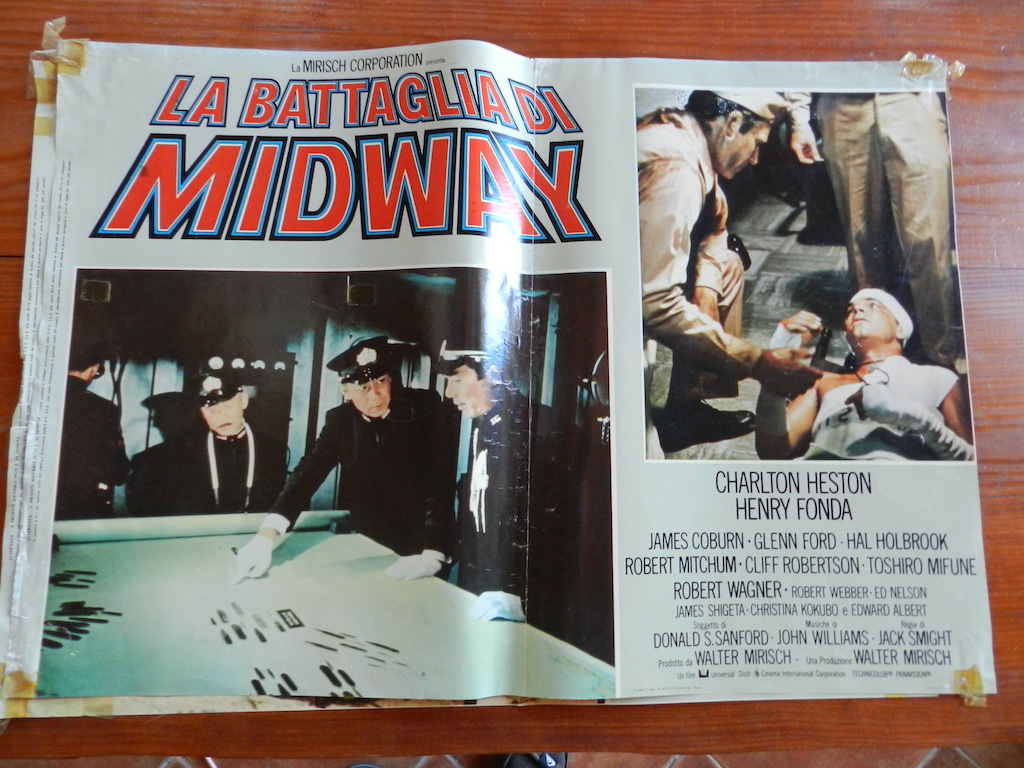 La MIRISCH CORPORATION presenta
LA BATTAGLIA DI
MIDWAY
CHARLTON HESTON
HENRY FONDA
JAMES COBURN · GLENN FORD · HAL HOLBROOK
ROBERT MITCHUM · CLIFF ROBERTSON · TOSHIRO MIFUNE
ROBERT WAGNER · ROBERT WEBBER · ED NELSON
JAMES SHIGETA · CHRISTINA KOKUBO e EDWARD ALBERT
Soggetto di Musiche di Regia di
DONALD S. SANFORD · JOHN WILLIAMS · JACK SMIGHT
Prodotto da WALTER MIRISCH · Una Produzione WALTER MIRISCH
Un film Universal Distr. Cinema International Corporation TECHNICOLOR® PANAVISION®